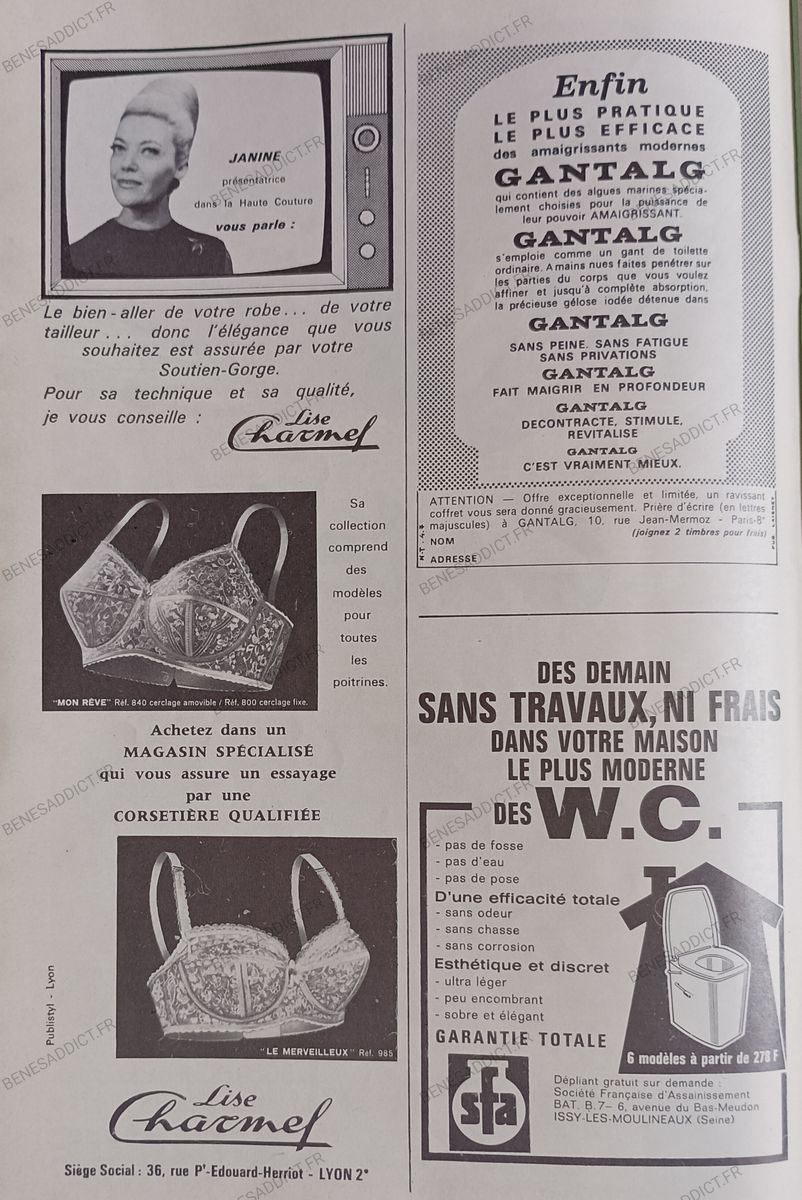 JANINE
présentatrice
dans la Haute Couture
vous parle :
Le bien-aller de votre robe... de votre
tailleur... donc l'élégance que vous
souhaitez est assurée par votre
Soutien-Gorge.
Pour sa technique et sa qualité,
je vous conseille :
Lise
Charmel
Sa
collection
comprend
des
modèles
pour
toutes
les
poitrines.
"MON RÊVE" Réf. 840 cerclage amovible / Réf. 800 cerclage fixe.
Achetez dans un
MAGASIN SPÉCIALISÉ
qui vous assure un essayage
par une
CORSETIÈRE QUALIFIÉE
"LE MERVEILLEUX" Réf. 985
Publistyl - Lyon
Lise
Charmel
Siège Social : 36, rue Pt-Edouard-Herriot - LYON 2e
Enfin
LE PLUS PRATIQUE
LE PLUS EFFICACE
des amaigrissants modernes
GANTALG
qui contient des algues marines spécia-
lement choisies pour la puissance de
leur pouvoir AMAIGRISSANT.
GANTALG
s'emploie comme un gant de toilette
ordinaire. A mains nues faites penétrer sur
les parties du corps que vous voulez
affiner et jusqu'à complète absorption,
la précieuse gélose iodée détenue dans
GANTALG
SANS PEINE, SANS FATIGUE
SANS PRIVATIONS
GANTALG
FAIT MAIGRIR EN PROFONDEUR
GANTALG
DECONTRACTE, STIMULE,
REVITALISE
GANTALG
C'EST VRAIMENT MIEUX.
ATTENTION — Offre exceptionnelle et limitée, un ravissant
coffret vous sera donné gracieusement. Prière d'écrire (en lettres
majuscules) à GANTALG, 10, rue Jean-Mermoz - Paris-8e
(joignez 2 timbres pour frais)
NOM
ADRESSE
DES DEMAIN
SANS TRAVAUX, NI FRAIS
DANS VOTRE MAISON
LE PLUS MODERNE
DES W.C.
- pas de fosse
- pas d'eau
- pas de pose
D'une efficacité totale
- sans odeur
- sans chasse
- sans corrosion
Esthétique et discret
- ultra léger
- peu encombrant
- sobre et élégant
GARANTIE TOTALE
6 modèles à partir de 278 F
sfa
Dépliant gratuit sur demande :
Société Française d'Assainissement
BAT. B.7 – 6, avenue du Bas-Meudon
ISSY-LES-MOULINEAUX (Seine)
BENESADDICT.FR